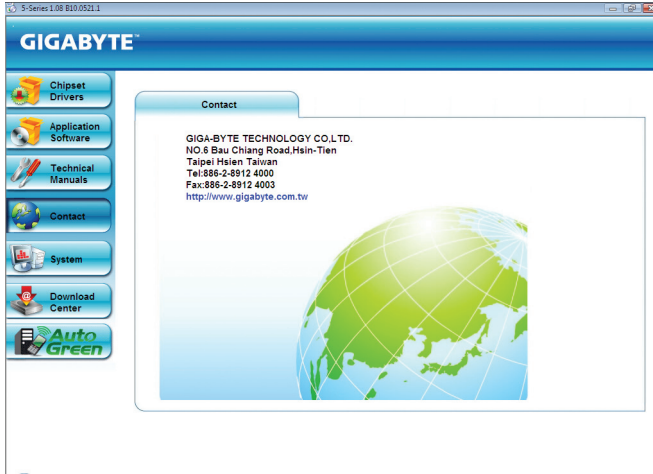 5-Series 1.08 B10.0521.1
GIGABYTE™
Chipset
Drivers
Application
Software
Technical
Manuals
Contact
System
Download
Center
Auto
Green
Contact
GIGA-BYTE TECHNOLOGY CO,LTD.
NO.6 Bau Chiang Road,Hsin-Tien
Taipei Hsien Taiwan
Tel:886-2-8912 4000
Fax:886-2-8912 4003
http://www.gigabyte.com.tw